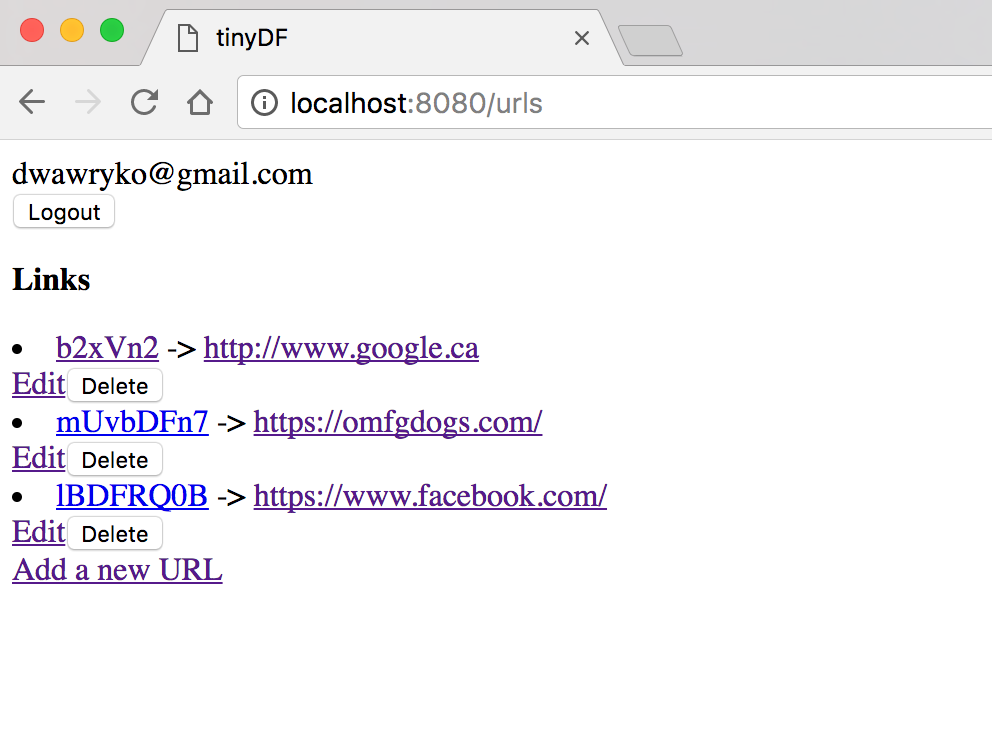 tinyDF
localhost:8080/urls
dwawryko@gmail.com
Logout
Links
b2xVn2 -> http://www.google.ca
Edit Delete
mUvbDFn7 -> https://omfgdogs.com/
Edit Delete
lBDFRQ0B -> https://www.facebook.com/
Edit Delete
Add a new URL